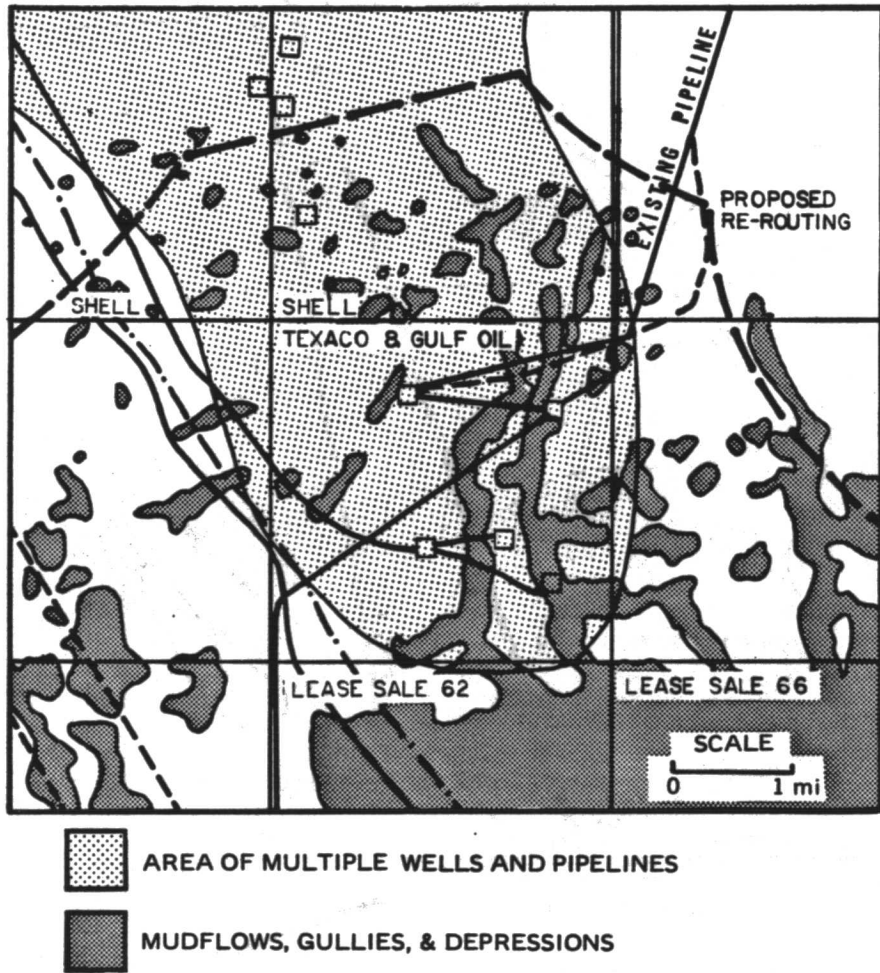 EXISTING PIPELINE
PROPOSED
RE-ROUTING
SHELL
SHELL
TEXACO & GULF OIL
LEASE SALE 62
LEASE SALE 66
SCALE
0 1 mi
AREA OF MULTIPLE WELLS AND PIPELINES
MUDFLOWS, GULLIES, & DEPRESSIONS